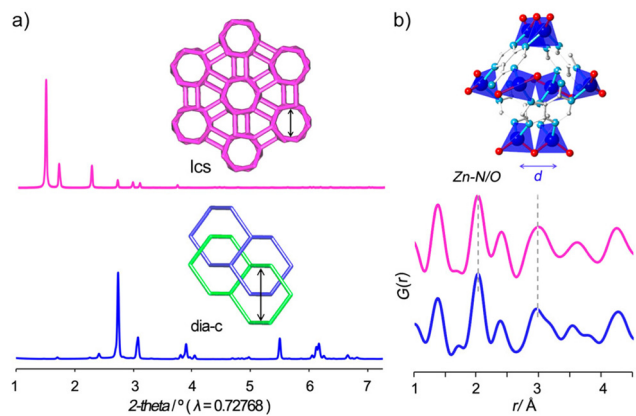 a)
lcs
dia-c
1 2 3 4 5 6 7
2-theta/° (λ = 0.72768)
b)
d
Zn-N/O
G(r)
1 2 3 4
r/ Å